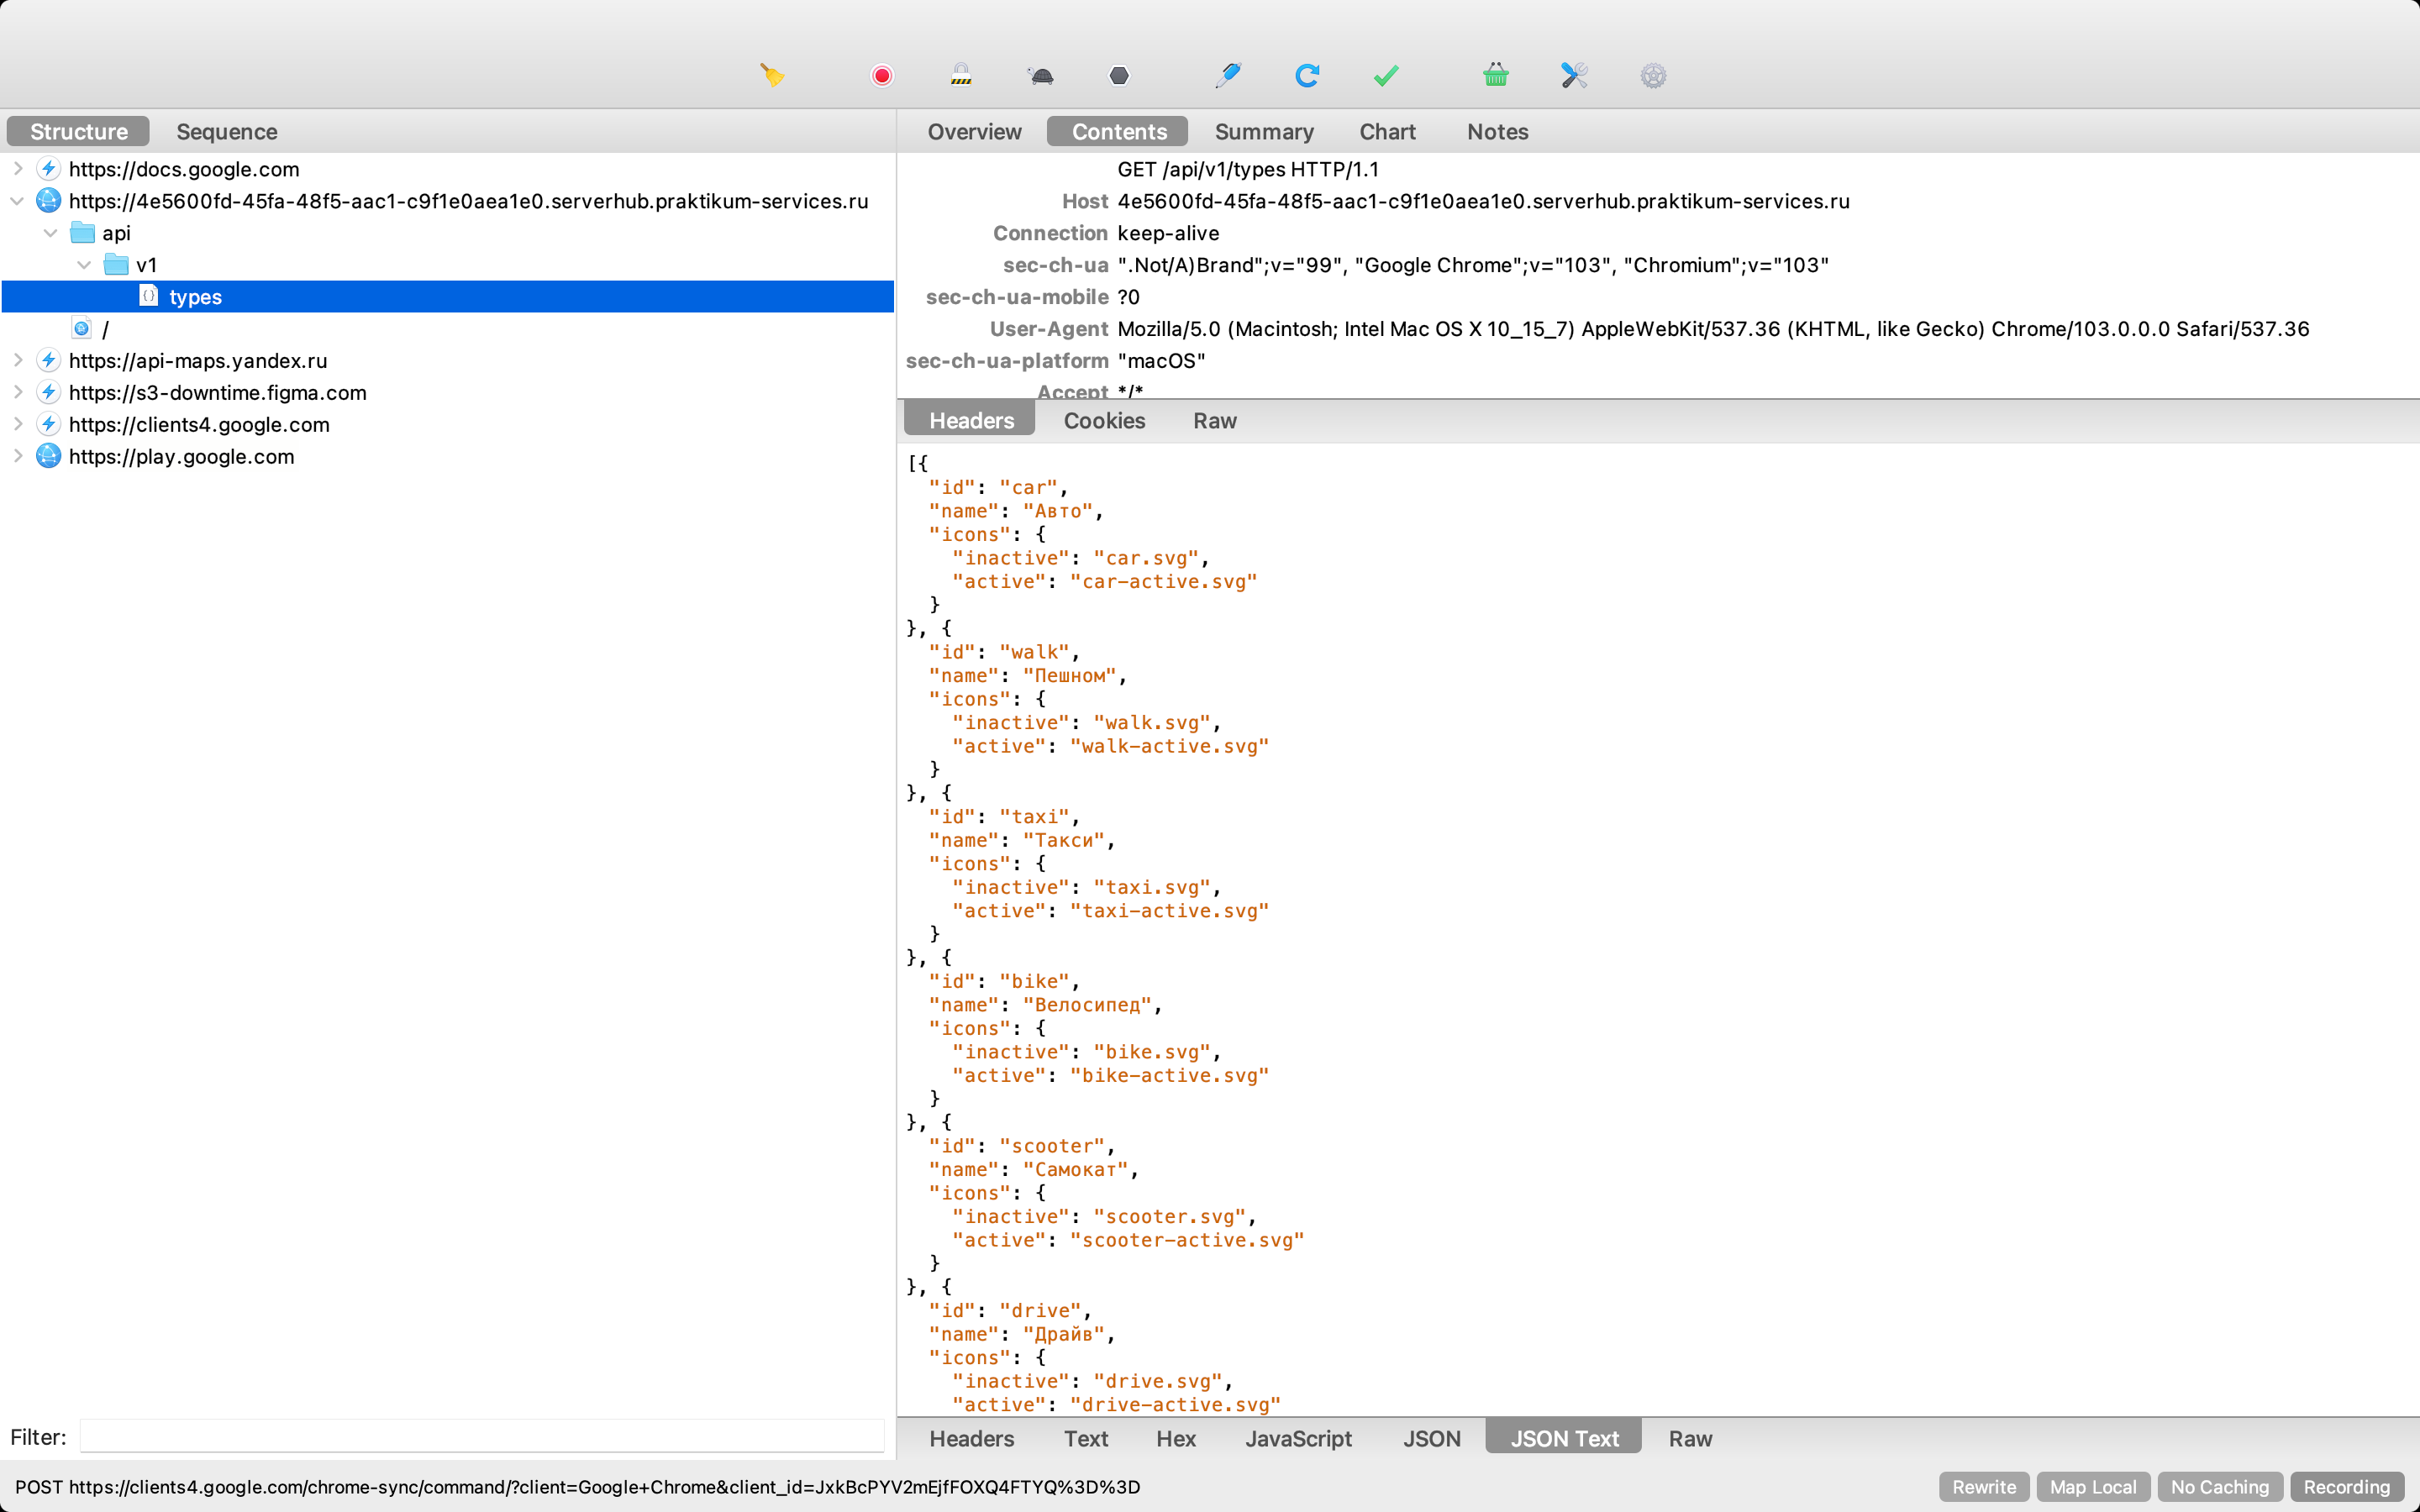 Structure Sequence
https://docs.google.com
https://4e5600fd-45fa-48f5-aac1-c9f1e0aea1e0.serverhub.praktikum-services.ru
api
v1
types
/
https://api-maps.yandex.ru
https://s3-downtime.figma.com
https://clients4.google.com
https://play.google.com
Filter:
Overview Contents Summary Chart Notes
GET /api/v1/types HTTP/1.1
Host 4e5600fd-45fa-48f5-aac1-c9f1e0aea1e0.serverhub.praktikum-services.ru
Connection keep-alive
sec-ch-ua ".Not/A)Brand";v="99", "Google Chrome";v="103", "Chromium";v="103"
sec-ch-ua-mobile ?0
User-Agent Mozilla/5.0 (Macintosh; Intel Mac OS X 10_15_7) AppleWebKit/537.36 (KHTML, like Gecko) Chrome/103.0.0.0 Safari/537.36
sec-ch-ua-platform "macOS"
Accept */*
Headers Cookies Raw
[{
"id": "car",
"name": "Авто",
"icons": {
"inactive": "car.svg",
"active": "car-active.svg"
}
}, {
"id": "walk",
"name": "Пешном",
"icons": {
"inactive": "walk.svg",
"active": "walk-active.svg"
}
}, {
"id": "taxi",
"name": "Такси",
"icons": {
"inactive": "taxi.svg",
"active": "taxi-active.svg"
}
}, {
"id": "bike",
"name": "Велосипед",
"icons": {
"inactive": "bike.svg",
"active": "bike-active.svg"
}
}, {
"id": "scooter",
"name": "Самокат",
"icons": {
"inactive": "scooter.svg",
"active": "scooter-active.svg"
}
}, {
"id": "drive",
"name": "Драйв",
"icons": {
"inactive": "drive.svg",
"active": "drive-active.svg"
Headers Text Hex JavaScript JSON JSON Text Raw
POST https://clients4.google.com/chrome-sync/command/?client=Google+Chrome&client_id=JxkBcPYV2mEjfFOXQ4FTYQ%3D%3D
Rewrite Map Local No Caching Recording